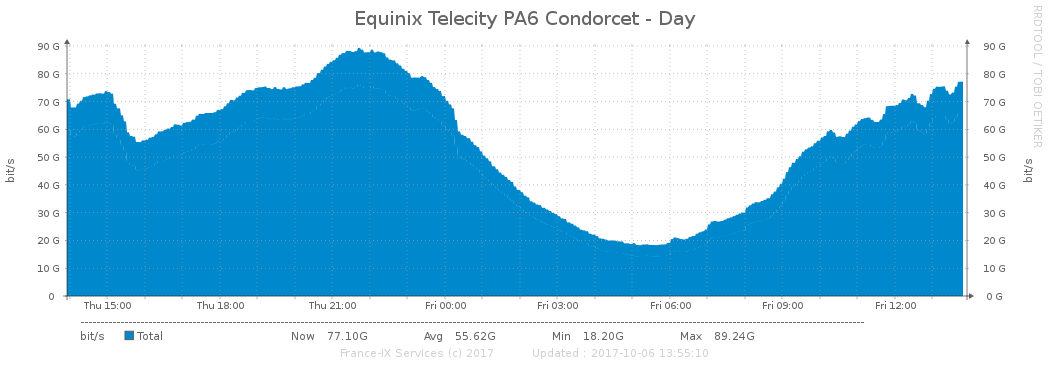 Equinix Telecity PA6 Condorcet - Day
RRDTOOL / TOBI OETIKER
bit/s
90 G
80 G
70 G
60 G
50 G
40 G
30 G
20 G
10 G
0
90 G
80 G
70 G
60 G
50 G
40 G
30 G
20 G
10 G
0 G
bit/s
Thu 15:00 Thu 18:00 Thu 21:00 Fri 00:00 Fri 03:00 Fri 06:00 Fri 09:00 Fri 12:00
bit/s Total Now 77.10G Avg 55.62G Min 18.20G Max 89.24G
France-IX Services (c) 2017 Updated : 2017-10-06 13:55:10